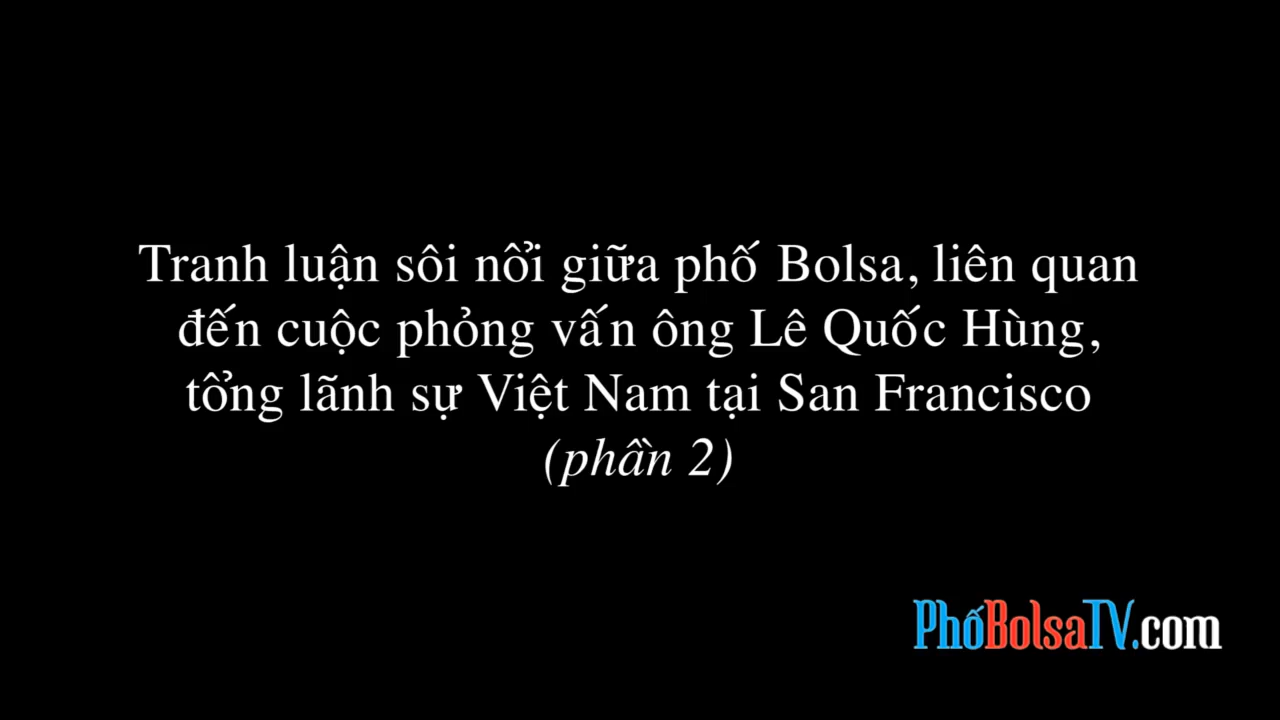 Tranh luận sôi nổi giữa phố Bolsa, liên quan
đến cuộc phỏng vấn ông Lê Quốc Hùng,
tổng lãnh sự Việt Nam tại San Francisco
(phần 2)
PhốBolsaTV.com